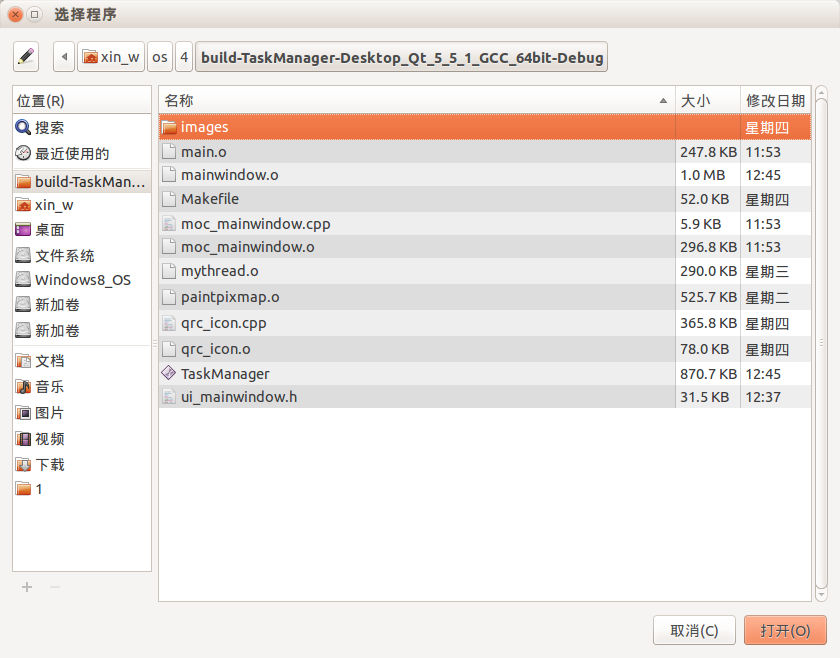 选择程序
xin_w os 4 build-TaskManager-Desktop_Qt_5_5_1_GCC_64bit-Debug
位置(R)
搜索
最近使用的
build-TaskMan...
xin_w
桌面
文件系统
Windows8_OS
新加卷
新加卷
文档
音乐
图片
视频
下载
1
名称 大小 修改日期
images 星期四
main.o 247.8 KB 11:53
mainwindow.o 1.0 MB 12:45
Makefile 52.0 KB 星期四
moc_mainwindow.cpp 5.9 KB 11:53
moc_mainwindow.o 296.8 KB 11:53
mythread.o 290.0 KB 星期三
paintpixmap.o 525.7 KB 星期二
qrc_icon.cpp 365.8 KB 星期四
qrc_icon.o 78.0 KB 星期四
TaskManager 870.7 KB 12:45
ui_mainwindow.h 31.5 KB 12:37
取消(C) 打开(O)